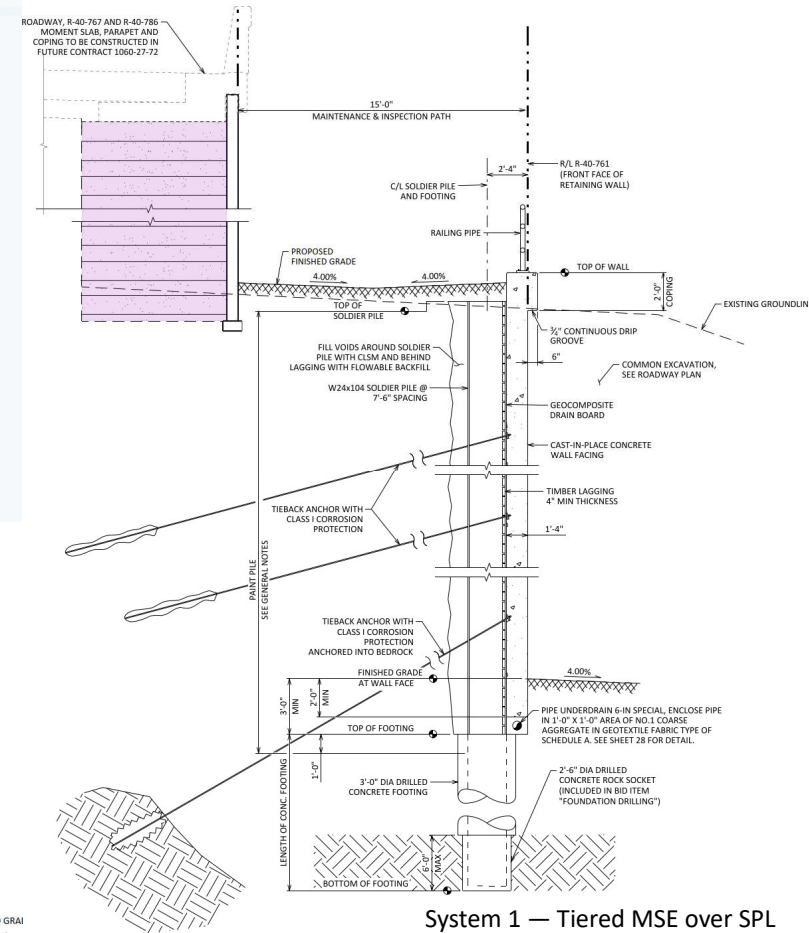 ROADWAY, R-40-767 AND R-40-786
MOMENT SLAB, PARAPET AND
COPING TO BE CONSTRUCTED IN
FUTURE CONTRACT 1060-27-72
15'-0"
MAINTENANCE & INSPECTION PATH
2'-4"
R/L R-40-761
(FRONT FACE OF
RETAINING WALL)
C/L SOLDIER PILE
AND FOOTING
RAILING PIPE
PROPOSED
FINISHED GRADE
4.00%
4.00%
TOP OF WALL
2'-0"
COPING
TOP OF
SOLDIER PILE
EXISTING GROUNDLIN
¾" CONTINUOUS DRIP
GROOVE
6"
FILL VOIDS AROUND SOLDIER
PILE WITH CLSM AND BEHIND
LAGGING WITH FLOWABLE BACKFILL
COMMON EXCAVATION,
SEE ROADWAY PLAN
W24x104 SOLDIER PILE @
7'-6" SPACING
GEOCOMPOSITE
DRAIN BOARD
CAST-IN-PLACE CONCRETE
WALL FACING
TIMBER LAGGING
4" MIN THICKNESS
TIEBACK ANCHOR WITH
CLASS I CORROSION
PROTECTION
1'-4"
PAINT PILE
SEE GENERAL NOTES
TIEBACK ANCHOR WITH
CLASS I CORROSION
PROTECTION
ANCHORED INTO BEDROCK
FINISHED GRADE
AT WALL FACE
4.00%
3'-0"
MIN
2'-0"
MIN
TOP OF FOOTING
PIPE UNDERDRAIN 6-IN SPECIAL, ENCLOSE PIPE
IN 1'-0" X 1'-0" AREA OF NO.1 COARSE
AGGREGATE IN GEOTEXTILE FABRIC TYPE OF
SCHEDULE A. SEE SHEET 28 FOR DETAIL.
1'-0"
3'-0" DIA DRILLED
CONCRETE FOOTING
2'-6" DIA DRILLED
CONCRETE ROCK SOCKET
(INCLUDED IN BID ITEM
"FOUNDATION DRILLING")
LENGTH OF CONC. FOOTING
6'-0"
MAX
BOTTOM OF FOOTING
GRAI
System 1 — Tiered MSE over SPL